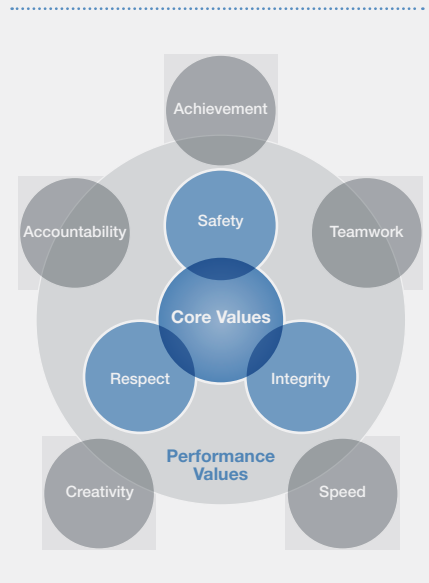 Achievement
Safety
Accountability
Teamwork
Core Values
Respect
Integrity
Performance
Values
Creativity
Speed